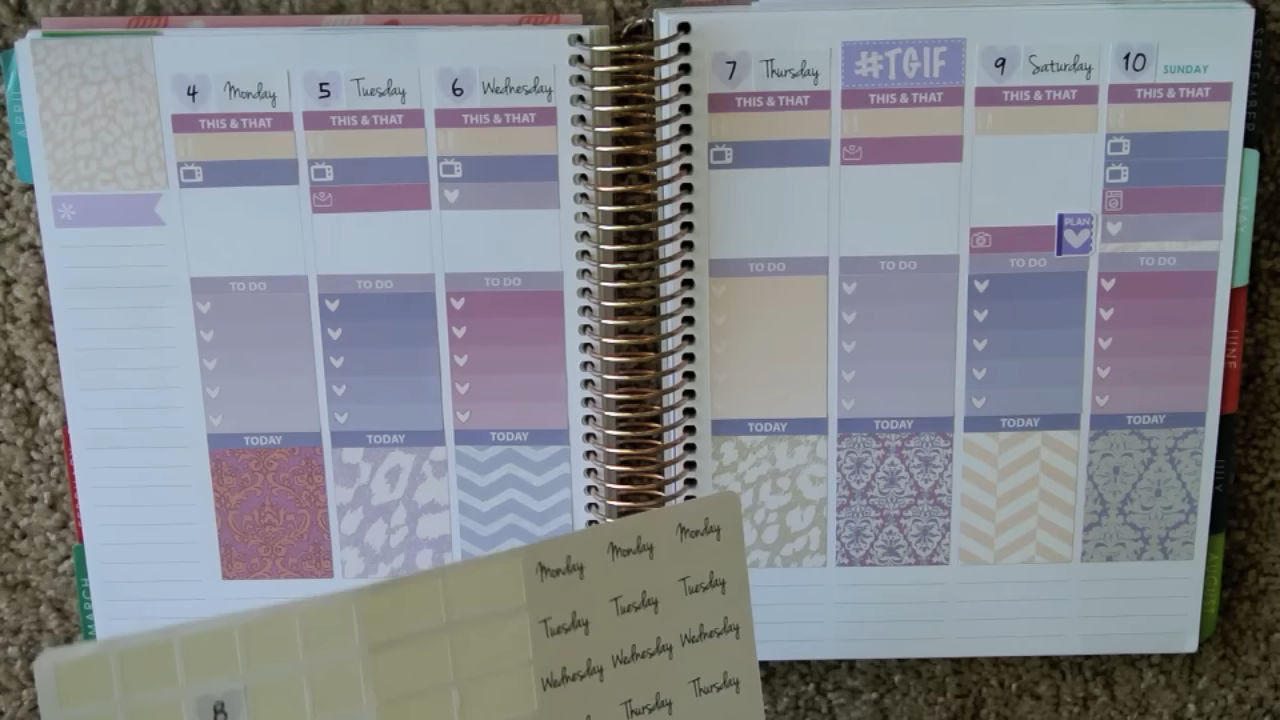 4 Monday
5 Tuesday
6 Wednesday
THIS & THAT
THIS & THAT
THIS & THAT
TO DO
TO DO
TO DO
TODAY
TODAY
TODAY
7 Thursday
#TGIF
9 Saturday
10 SUNDAY
THIS & THAT
THIS & THAT
THIS & THAT
THIS & THAT
PLAN
TO DO
TO DO
TO DO
TO DO
TODAY
TODAY
TODAY
TODAY
APRIL
MARCH
MAY
JUNE
JULY
Monday Monday Monday
Tuesday Tuesday Tuesday
Wednesday Wednesday Wednesday
Thursday Thursday
8